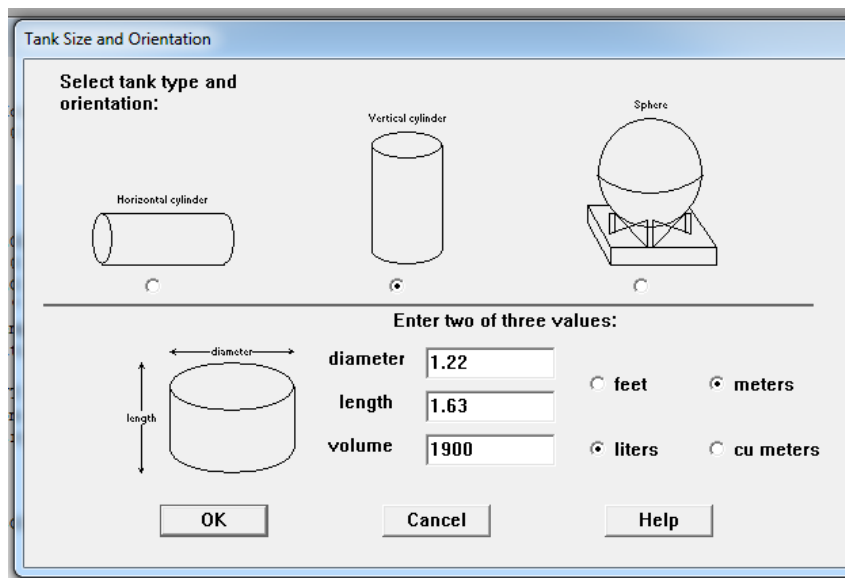 Tank Size and Orientation
Select tank type and
orientation:
Horizontal cylinder
Vertical cylinder
Sphere
Enter two of three values:
diameter
length
diameter 1.22
length 1.63
volume 1900
feet meters
liters cu meters
OK Cancel Help